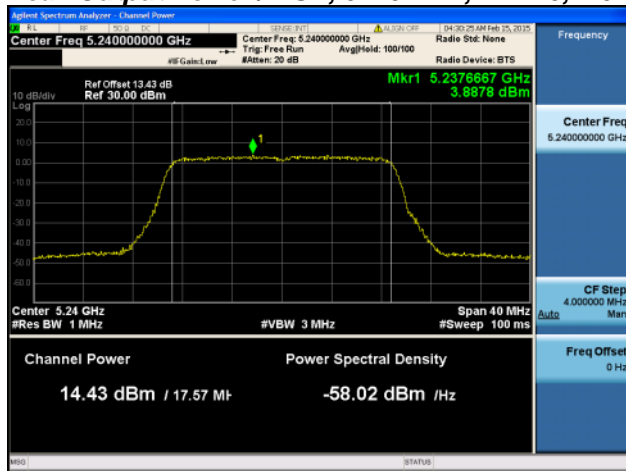 Agilent Spectrum Analyzer - Channel Power
RL RF 50 Ω DC SENSE:INT ALIGN OFF 04:30:25 AM Feb 15, 2015
Center Freq 5.240000000 GHz
Center Freq: 5.240000000 GHz
Radio Std: None
Trig: Free Run Avg|Hold: 100/100
#IFGain:Low #Atten: 20 dB Radio Device: BTS
Frequency
Ref Offset 13.43 dB
10 dB/div Ref 30.00 dBm
Mkr1 5.2376667 GHz
3.8878 dBm
Log
20.0
10.0
0.00
-10.0
-20.0
-30.0
-40.0
-50.0
-60.0
1
Center 5.24 GHz Span 40 MHz
#Res BW 1 MHz #VBW 3 MHz #Sweep 100 ms
Channel Power Power Spectral Density
14.43 dBm / 17.57 MH -58.02 dBm /Hz
Center Freq
5.240000000 GHz
CF Step
4.000000 MHz
Auto Man
Freq Offset
0 Hz
MSG STATUS